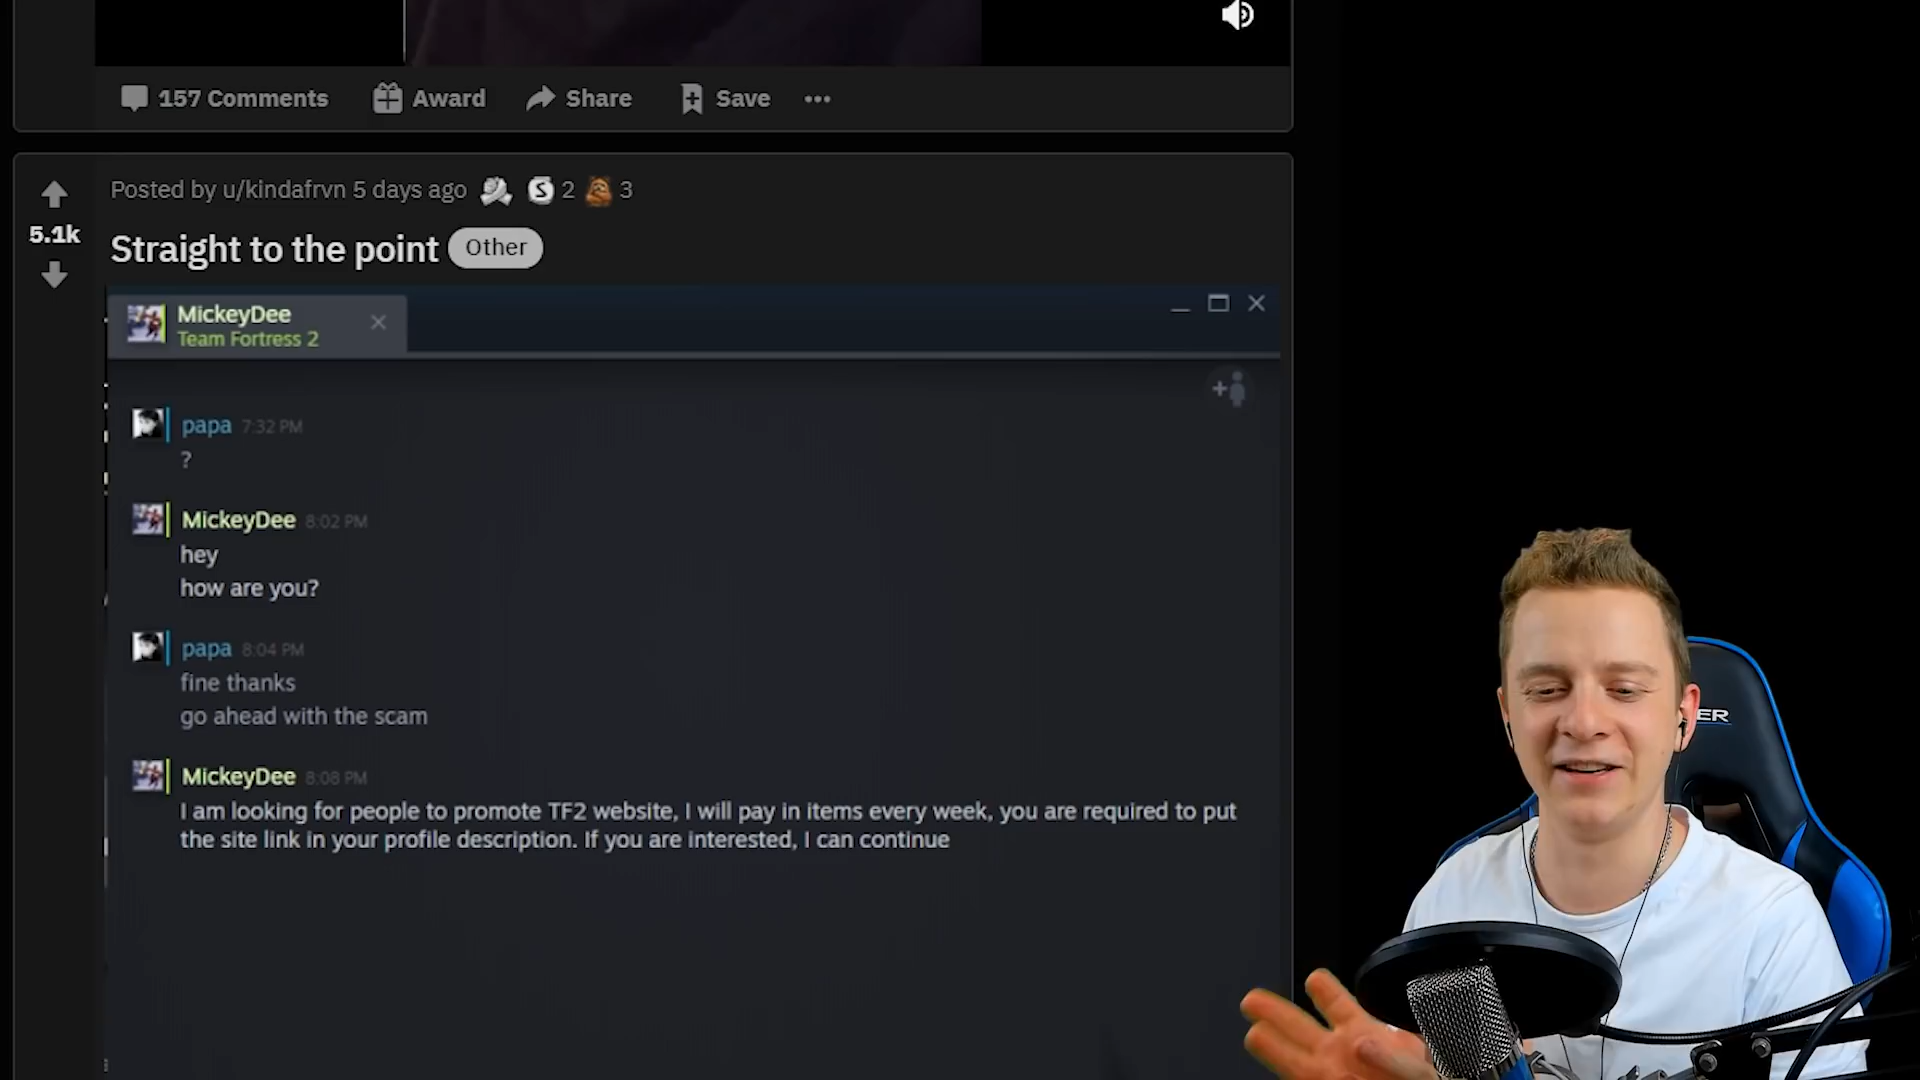 157 Comments Award Share Save
Posted by u/kindafrvn 5 days ago 2 3
5.1k
Straight to the point Other
MickeyDee
Team Fortress 2
papa 7:32 PM
?
MickeyDee 8:02 PM
hey
how are you?
papa 8:04 PM
fine thanks
go ahead with the scam
MickeyDee 8:08 PM
I am looking for people to promote TF2 website, I will pay in items every week, you are required to put
the site link in your profile description. If you are interested, I can continue
ER